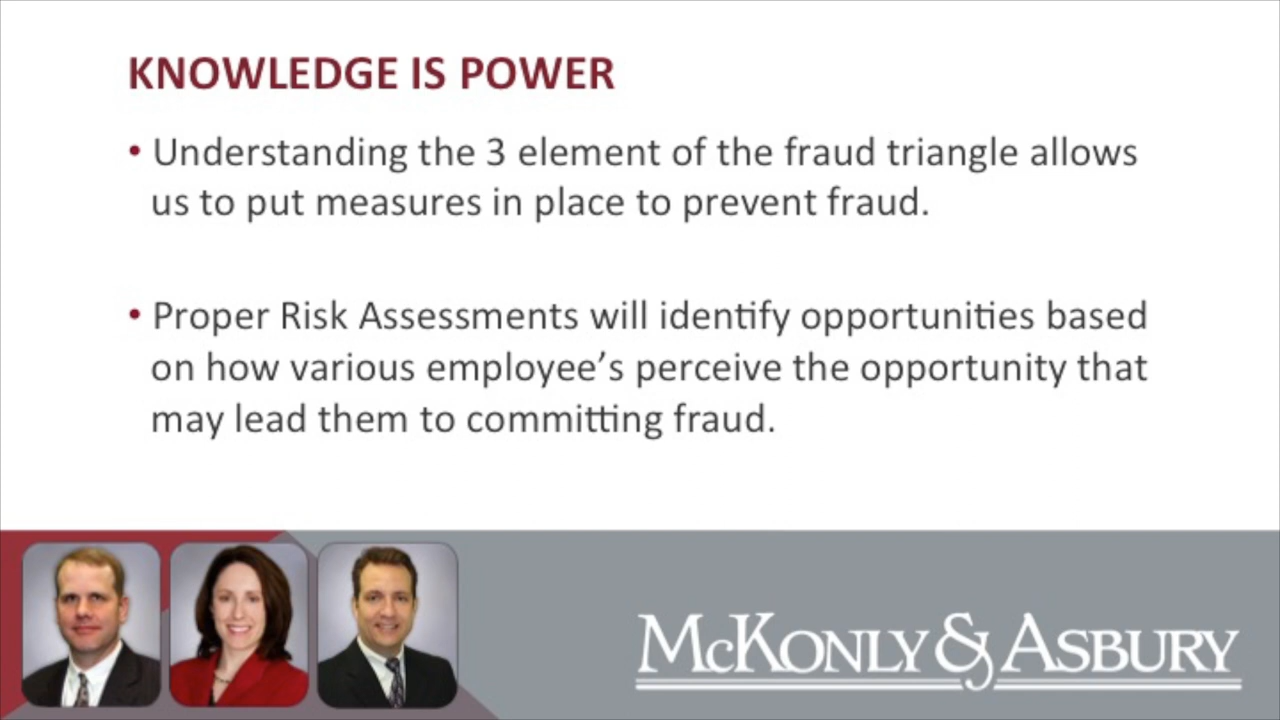 KNOWLEDGE IS POWER
• Understanding the 3 element of the fraud triangle allows
us to put measures in place to prevent fraud.
• Proper Risk Assessments will identify opportunities based
on how various employee’s perceive the opportunity that
may lead them to committing fraud.
McKonly & Asbury